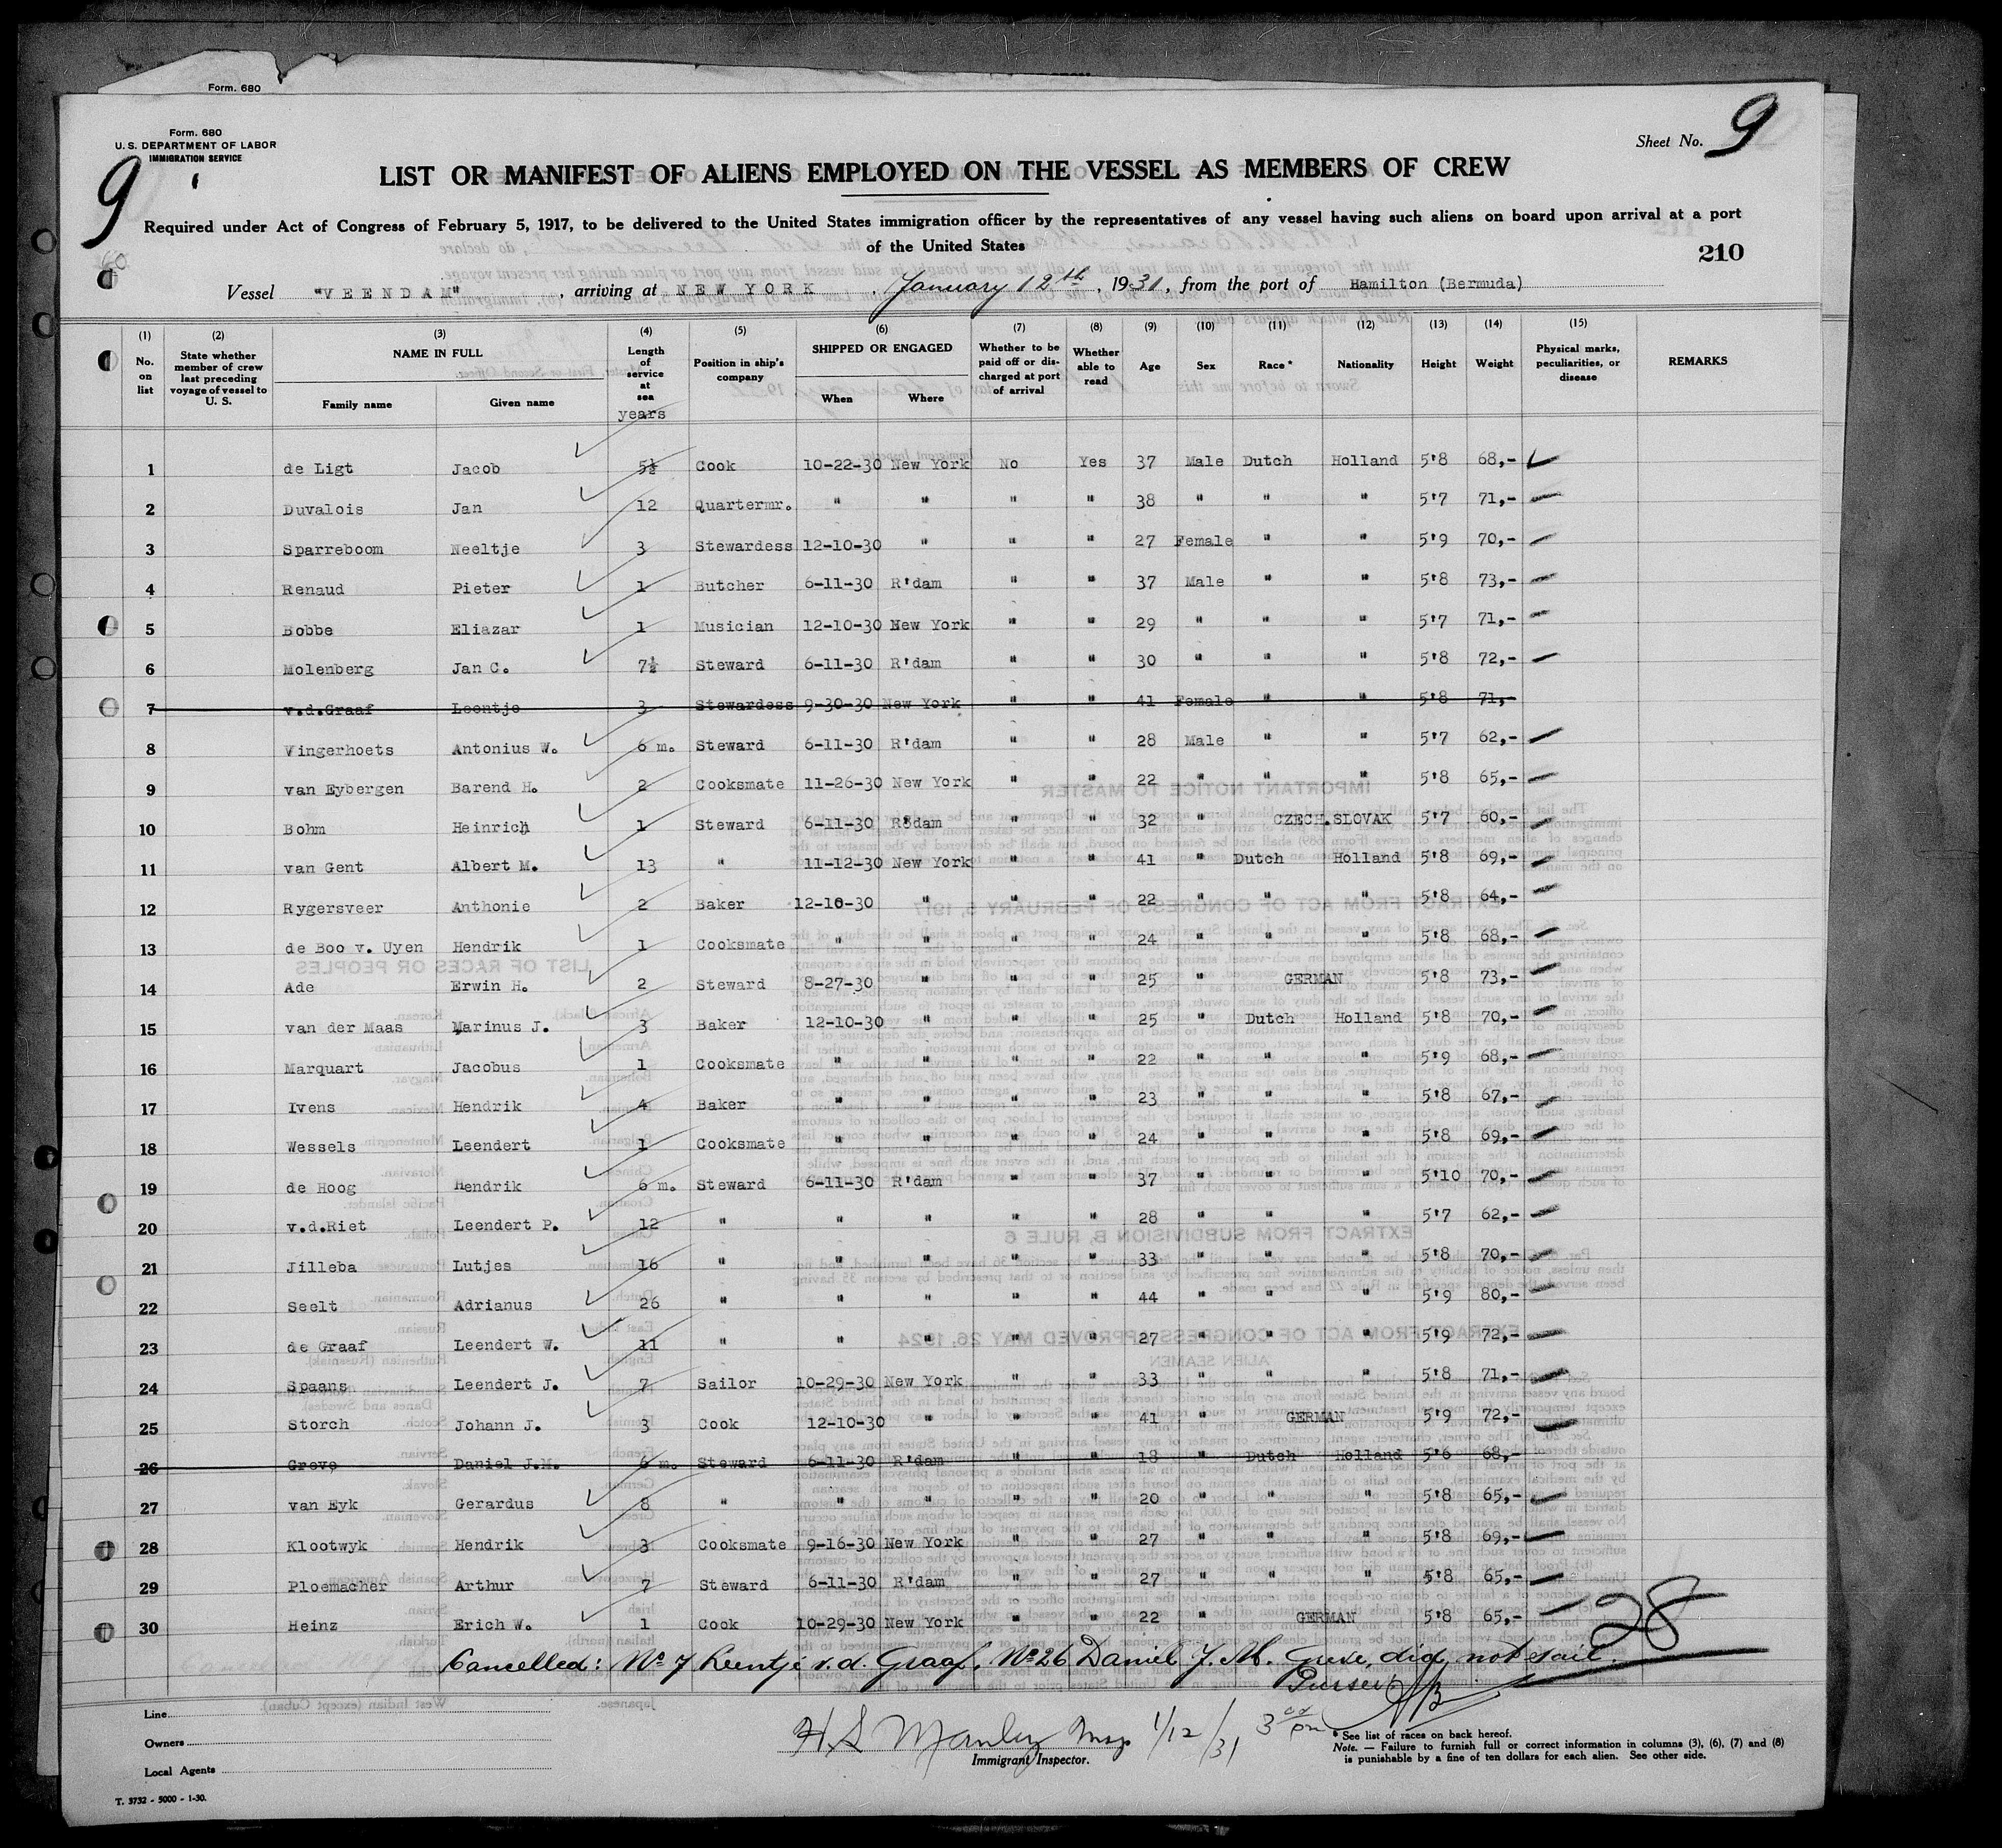 Form. 680
Form. 680
U. S. DEPARTMENT OF LABOR
IMMIGRATION SERVICE
Sheet No. 9
9
LIST OR MANIFEST OF ALIENS EMPLOYED ON THE VESSEL AS MEMBERS OF CREW
Required under Act of Congress of February 5, 1917, to be delivered to the United States immigration officer by the representatives of any vessel having such aliens on board upon arrival at a port
of the United States
210
Vessel "VEENDAM", arriving at NEW YORK, January 12th, 1931, from the port of Hamilton (Bermuda)
(1) (2) (3) (4) (5) (6) (7) (8) (9) (10) (11) (12) (13) (14) (15)
No. on list | State whether member of crew last preceding voyage of vessel to U. S. | NAME IN FULL Family name Given name | Length of service at sea years | Position in ship's company | SHIPPED OR ENGAGED When Where | Whether to be paid off or discharged at port of arrival | Whether able to read | Age | Sex | Race* | Nationality | Height | Weight | Physical marks, peculiarities, or disease | REMARKS
1 de Ligt Jacob 5½ Cook 10-22-30 New York No Yes 37 Male Dutch Holland 5'8 68,-
2 Duvalois Jan 12 Quartermr. " " " " 38 " " " 5'7 71,-
3 Sparreboom Neeltje 3 Stewardess 12-10-30 " " " 27 Female " " 5'9 70,-
4 Renaud Pieter 1 Butcher 6-11-30 R'dam " " 37 Male " " 5'8 73,-
5 Bobbe Eliazar 1 Musician 12-10-30 New York " " 29 " " " 5'7 71,-
6 Molenberg Jan C. 7½ Steward 6-11-30 R'dam " " 30 " " " 5'8 72,-
7 v.d.Graaf Leentje 3 Stewardess 9-30-30 New York " " 41 Female " " 5'8 71,-
8 Vingerhoets Antonius W. 6 m. Steward 6-11-30 R'dam " " 28 Male " " 5'7 62,-
9 van Eybergen Barend H. 2 Cooksmate 11-26-30 New York " " 22 " " " 5'8 65,-
10 Bohm Heinrich 1 Steward 6-11-30 R'dam " " 32 " CZECH.SLOVAK 5'7 60,-
11 van Gent Albert M. 13 " 11-12-30 New York " " 41 " Dutch Holland 5'8 69,-
12 Rygersveer Anthonie 2 Baker 12-10-30 " " " 22 " " " 5'8 64,-
13 de Boo v. Uyen Hendrik 1 Cooksmate " " " " 24 " " " 5'8 68,-
14 Ade Erwin H. 2 Steward 8-27-30 " " " 25 " GERMAN 5'8 73,-
15 van der Maas Marinus J. 3 Baker 12-10-30 " " " 25 " Dutch Holland 5'8 70,-
16 Marquart Jacobus 1 Cooksmate " " " " 22 " " " 5'9 68,-
17 Ivens Hendrik 4 Baker " " " " 23 " " " 5'8 67,-
18 Wessels Leendert 1 Cooksmate " " " " 24 " " " 5'8 69,-
19 de Hoog Hendrik 6 m. Steward 6-11-30 R'dam " " 37 " " " 5'10 70,-
20 v.d.Riet Leendert P. 12 " " " " " 28 " " " 5'7 62,-
21 Jilleba Lutjes 16 " " " " " 33 " " " 5'8 70,-
22 Seelt Adrianus 26 " " " " " 44 " " " 5'9 80,-
23 de Graaf Leendert W. 11 " " " " " 27 " " " 5'9 72,-
24 Spaans Leendert J. 7 Sailor 10-29-30 New York " " 33 " " " 5'8 71,-
25 Storch Johann J. 3 Cook 12-10-30 " " " 41 " GERMAN 5'9 72,-
26 Greve Daniel J.M. 6 m. Steward 6-11-30 R'dam " " 18 " Dutch Holland 5'6 68,-
27 van Eyk Gerardus 8 " " " " " 20 " " " 5'8 65,-
28 Klootwyk Hendrik 3 Cooksmate 9-16-30 New York " " 27 " " " 5'8 69,-
29 Ploemacher Arthur 7 Steward 6-11-30 R'dam " " 27 " " " 5'8 65,-
30 Heinz Erich W. 1 Cook 10-29-30 New York " " 22 " GERMAN 5'8 65,-
28
Cancelled: No 7 Leentje v.d. Graaf, No 26 Daniel J. M. Greve, did not sail.
Purser
Line
Owners
Local Agents
H S Manley Insp. 1/12/31 3 00 pm
Immigrant Inspector.
* See list of races on back hereof.
Note. — Failure to furnish full or correct information in columns (3), (6), (7) and (8)
is punishable by a fine of ten dollars for each alien. See other side.
T. 3732 - 5000 - 1-30.